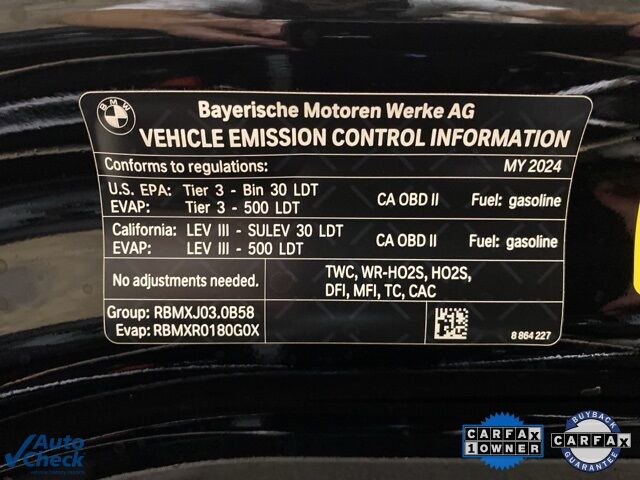 BMW
Bayerische Motoren Werke AG
VEHICLE EMISSION CONTROL INFORMATION
Conforms to regulations: MY 2024
U.S. EPA: Tier 3 - Bin 30 LDT CA OBD II Fuel: gasoline
EVAP: Tier 3 - 500 LDT
California: LEV III - SULEV 30 LDT CA OBD II Fuel: gasoline
EVAP: LEV III - 500 LDT
No adjustments needed. TWC, WR-HO2S, HO2S,
DFI, MFI, TC, CAC
Group: RBMXJ03.0B58
Evap: RBMXR0180G0X 8 864 227
Auto
Check
CARFAX
1 OWNER
BUYBACK
CARFAX
GUARANTEE